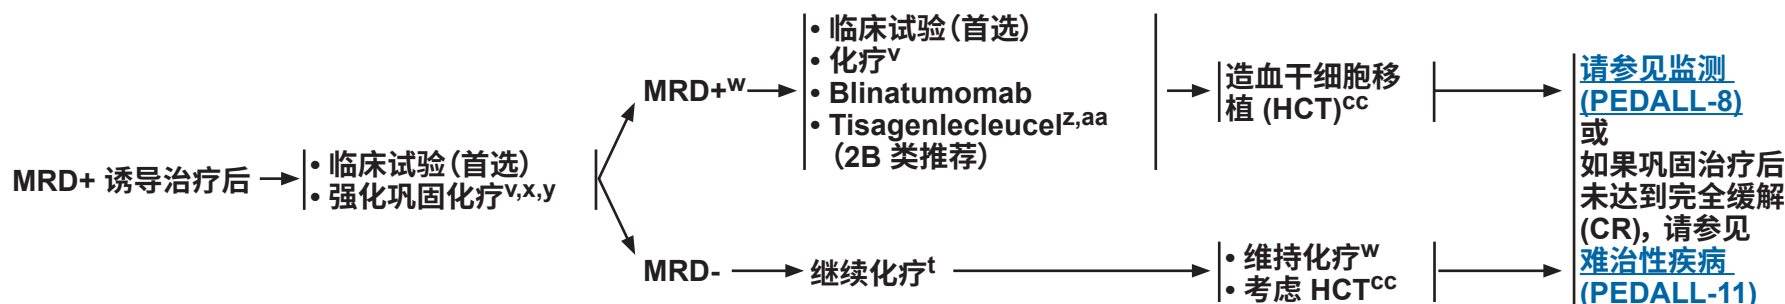 MRD+ 诱导治疗后
• 临床试验（首选）
• 强化巩固化疗v,x,y
MRD+w
• 临床试验（首选）
• 化疗v
• Blinatumomab
• Tisagenlecleucelz,aa
（2B 类推荐）
造血干细胞移
植 (HCT)cc
MRD-
继续化疗t
• 维持化疗w
• 考虑 HCTcc
请参见监测
(PEDALL-8)
或
如果巩固治疗后
未达到完全缓解
(CR)，请参见
难治性疾病
(PEDALL-11)